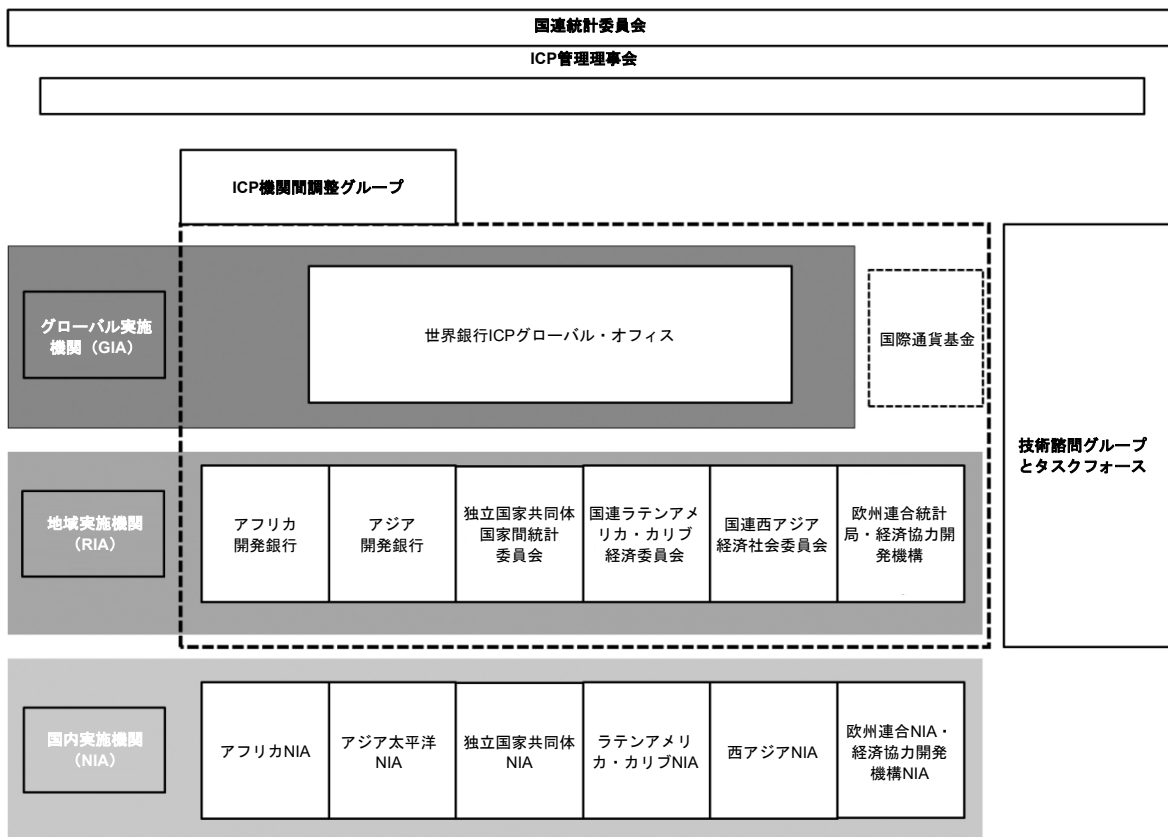 国連統計委員会
ICP管理理事会
ICP機関間調整グループ
グローバル実施
機関（GIA）
世界銀行ICPグローバル・オフィス
国際通貨基金
技術諮問グループ
とタスクフォース
地域実施機関
（RIA）
アフリカ
開発銀行
アジア
開発銀行
独立国家共同体
国家間統計
委員会
国連ラテンアメ
リカ・カリブ
経済委員会
国連西アジア
経済社会委員会
欧州連合統計
局・経済協力開
発機構
国内実施機関
（NIA）
アフリカNIA
アジア太平洋
NIA
独立国家共同体
NIA
ラテンアメリ
カ・カリブNIA
西アジアNIA
欧州連合NIA・
経済協力開発
機構NIA